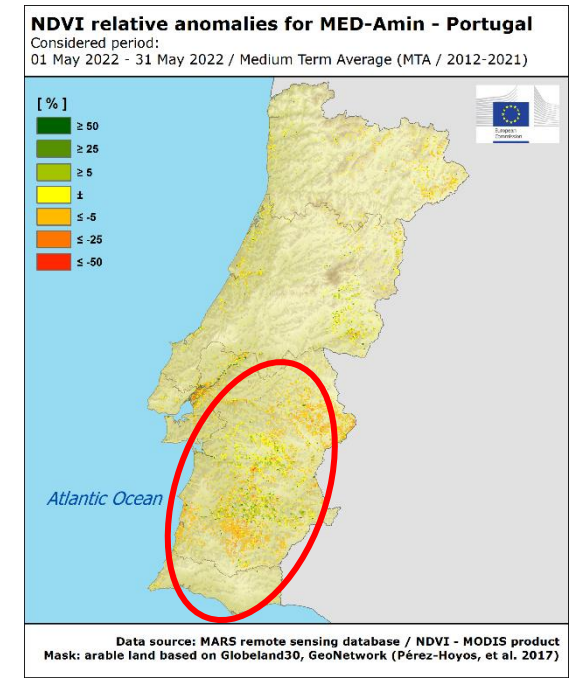 NDVI relative anomalies for MED-Amin - Portugal
Considered period:
01 May 2022 - 31 May 2022 / Medium Term Average (MTA / 2012-2021)
[ % ]
≥ 50
≥ 25
≥ 5
±
≤ -5
≤ -25
≤ -50
European
Commission
Atlantic Ocean
Data source: MARS remote sensing database / NDVI - MODIS product
Mask: arable land based on Globeland30, GeoNetwork (Pérez-Hoyos, et al. 2017)